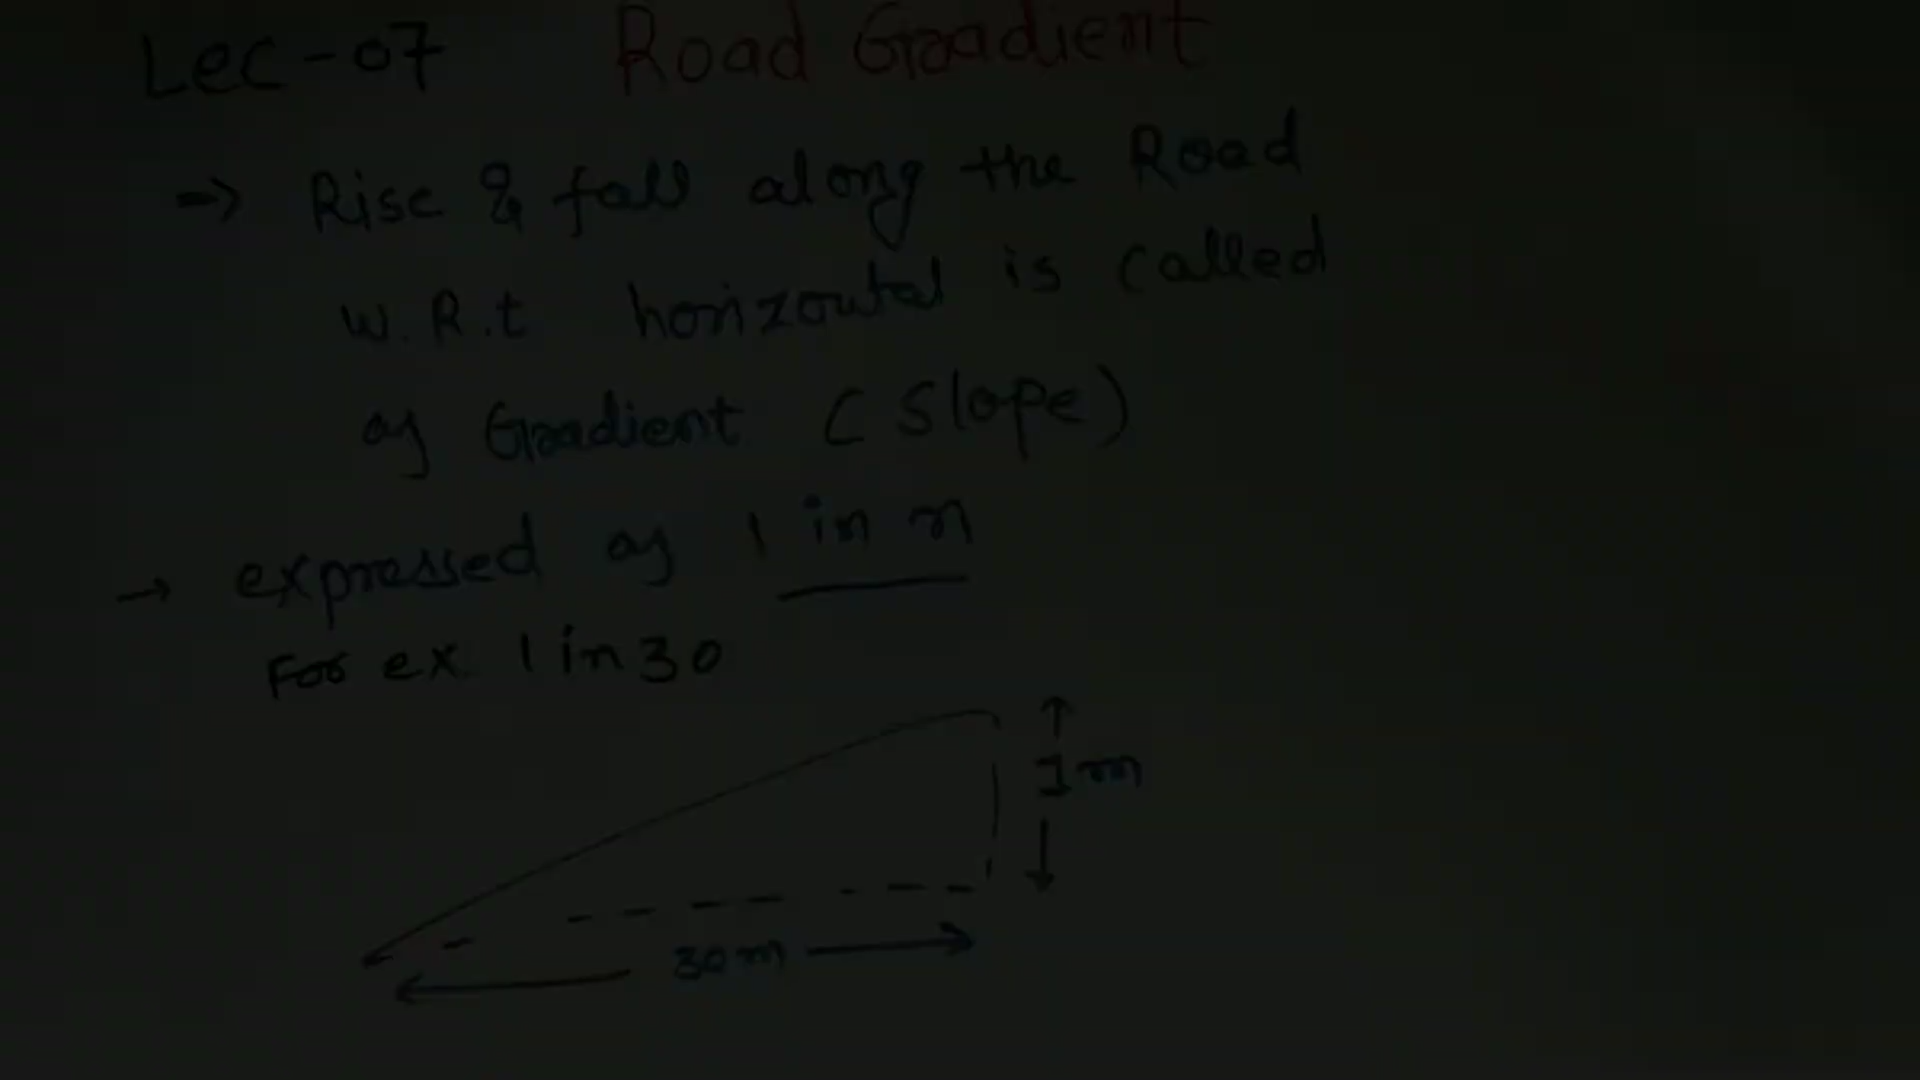 Lec-07 Road Gradient
⇒ Rise & fall along the Road
W.R.t horizontal is called
as Gradient (Slope)
→ expressed as 1 in n
For ex. 1 in 30
1m
30m